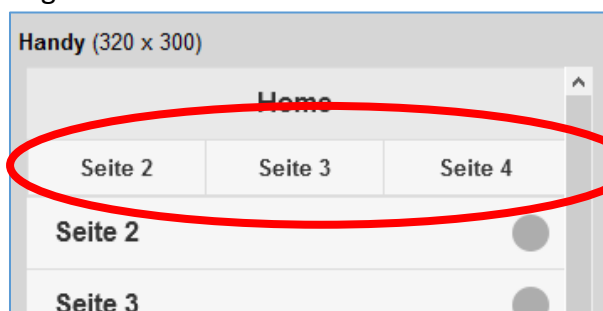 Handy (320 x 300)
Home
Seite 2 Seite 3 Seite 4
Seite 2
Seite 3